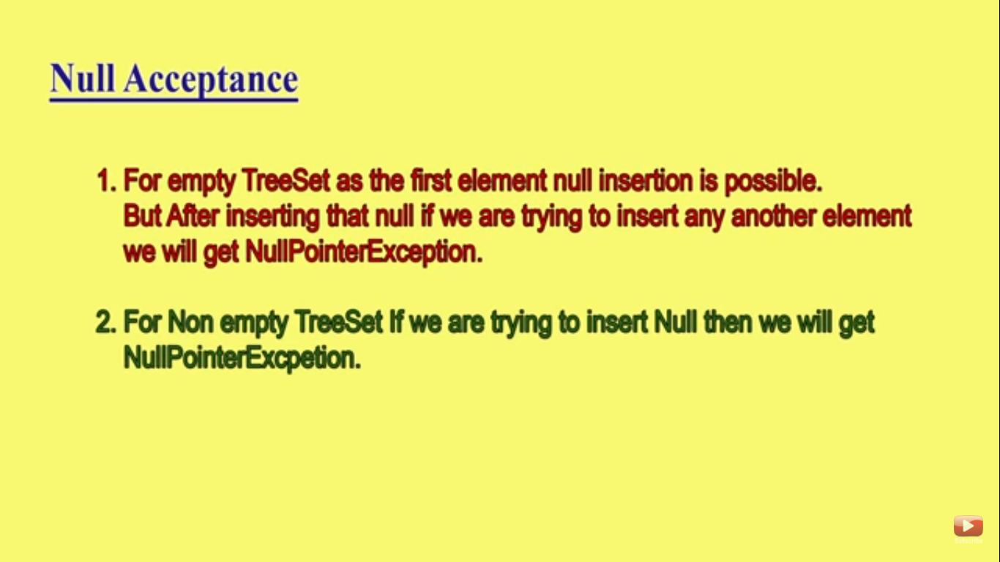 Null Acceptance
1. For empty TreeSet as the first element null insertion is possible.
But After inserting that null if we are trying to insert any another element
we will get NullPointerException.
2. For Non empty TreeSet If we are trying to insert Null then we will get
NullPointerExcpetion.